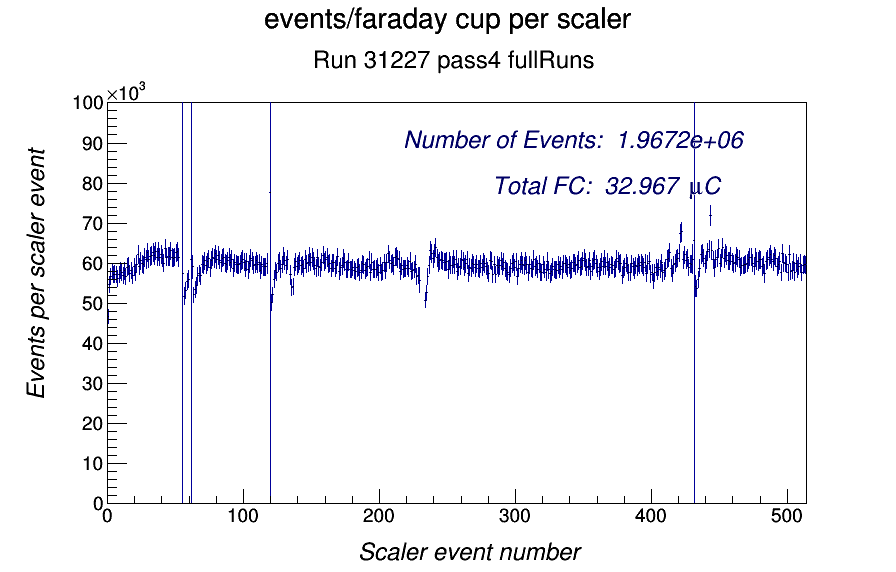 events/faraday cup per scaler
Run 31227 pass4 fullRuns
×10³
100
90
80
70
60
50
40
30
20
10
0
Number of Events: 1.9672e+06
Total FC: 32.967 μC
Events per scaler event
0 100 200 300 400 500
Scaler event number